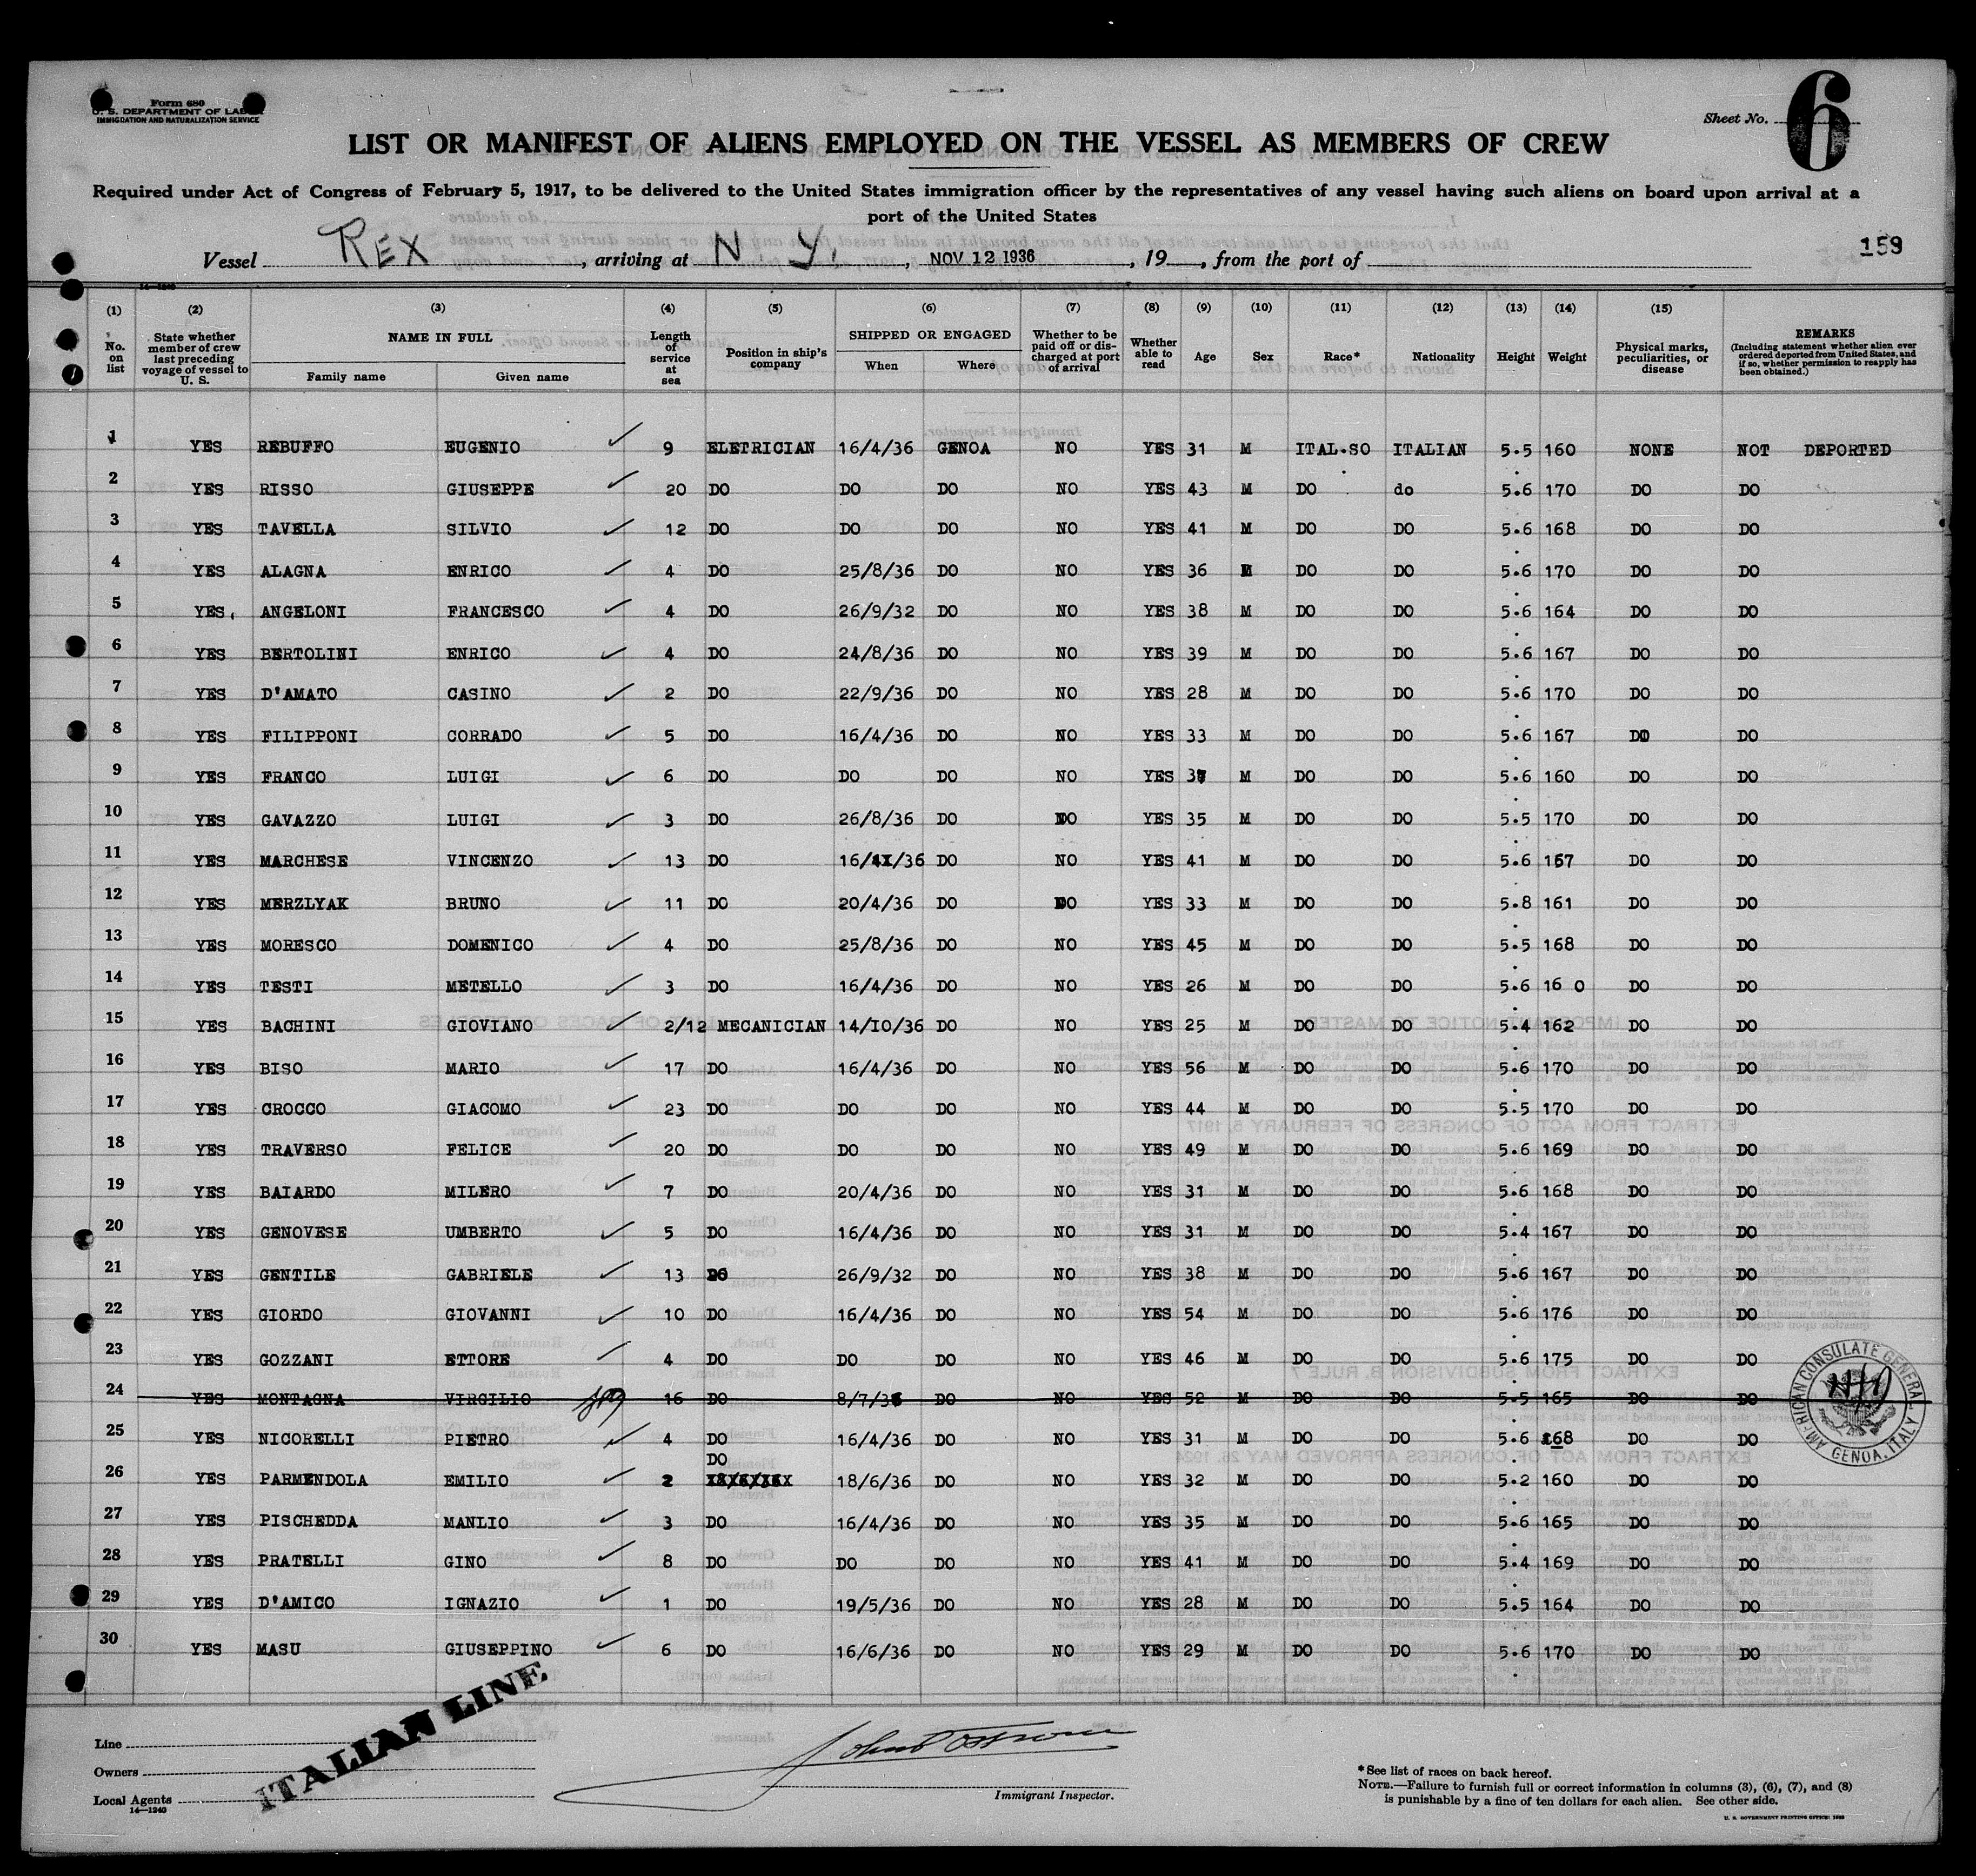 Form 680
U. S. DEPARTMENT OF LABOR
IMMIGRATION AND NATURALIZATION SERVICE
Sheet No. 6
LIST OR MANIFEST OF ALIENS EMPLOYED ON THE VESSEL AS MEMBERS OF CREW
Required under Act of Congress of February 5, 1917, to be delivered to the United States immigration officer by the representatives of any vessel having such aliens on board upon arrival at a
port of the United States
159
Vessel REX, arriving at N. Y., NOV 12 1936, 19__, from the port of
14—1240
(1) (2) (3) (4) (5) (6) (7) (8) (9) (10) (11) (12) (13) (14) (15)
No. on list | State whether member of crew last preceding voyage of vessel to U. S. | NAME IN FULL | Family name | Given name | Length of service at sea | Position in ship's company | SHIPPED OR ENGAGED | When | Where | Whether to be paid off or discharged at port of arrival | Whether able to read | Age | Sex | Race* | Nationality | Height | Weight | Physical marks, peculiarities, or disease | REMARKS (Including statement whether alien ever ordered deported from United States, and if so, whether permission to reapply has been obtained.)
1 YES REBUFFO EUGENIO 9 ELETRICIAN 16/4/36 GENOA NO YES 31 M ITAL.SO ITALIAN 5.5 160 NONE NOT DEPORTED
2 YES RISSO GIUSEPPE 20 DO DO DO NO YES 43 M DO do 5.6 170 DO DO
3 YES TAVELLA SILVIO 12 DO DO DO NO YES 41 M DO DO 5.6 168 DO DO
4 YES ALAGNA ENRICO 4 DO 25/8/36 DO NO YES 36 M DO DO 5.6 170 DO DO
5 YES. ANGELONI FRANCESCO 4 DO 26/9/32 DO NO YES 38 M DO DO 5.6 164 DO DO
6 YES BERTOLINI ENRICO 4 DO 24/8/36 DO NO YES 39 M DO DO 5.6 167 DO DO
7 YES D'AMATO CASINO 2 DO 22/9/36 DO NO YES 28 M DO DO 5.6 170 DO DO
8 YES FILIPPONI CORRADO 5 DO 16/4/36 DO NO YES 33 M DO DO 5.6 167 DO DO
9 YES FRANCO LUIGI 6 DO DO DO NO YES 37 M DO DO 5.6 160 DO DO
10 YES GAVAZZO LUIGI 3 DO 26/8/36 DO NO YES 35 M DO DO 5.5 170 DO DO
11 YES MARCHESE VINCENZO 13 DO 16/4X/36 DO NO YES 41 M DO DO 5.6 167 DO DO
12 YES MERZLYAK BRUNO 11 DO 20/4/36 DO DO YES 33 M DO DO 5.8 161 DO DO
13 YES MORESCO DOMENICO 4 DO 25/8/36 DO NO YES 45 M DO DO 5.5 168 DO DO
14 YES TESTI METELLO 3 DO 16/4/36 DO NO YES 26 M DO DO 5.6 16 0 DO DO
15 YES BACHINI GIOVIANO 2/12 MECANICIAN 14/IO/36 DO NO YES 25 M DO DO 5.4 162 DO DO
16 YES BISO MARIO 17 DO 16/4/36 DO NO YES 56 M DO DO 5.6 170 DO DO
17 YES CROCCO GIACOMO 23 DO DO DO NO YES 44 M DO DO 5.5 170 DO DO
18 YES TRAVERSO FELICE 20 DO DO DO NO YES 49 M DO DO 5.6 169 DO DO
19 YES BAIARDO MILERO 7 DO 20/4/36 DO NO YES 31 M DO DO 5.6 168 DO DO
20 YES GENOVESE UMBERTO 5 DO 16/4/36 DO NO YES 31 M DO DO 5.4 167 DO DO
21 YES GENTILE GABRIELE 13 DO 26/9/32 DO NO YES 38 M DO DO 5.6 167 DO DO
22 YES GIORDO GIOVANNI 10 DO 16/4/36 DO NO YES 54 M DO DO 5.6 176 DO DO
23 YES GOZZANI ETTORE 4 DO DO DO NO YES 46 M DO DO 5.6 175 DO DO
24 YES MONTAGNA VIRGILIO 16 DO 8/7/36 DO NO YES 52 M DO DO 5.5 165 DO DO
25 YES NICORELLI PIETRO 4 DO 16/4/36 DO NO YES 31 M DO DO 5.6 168 DO DO
26 YES PARMENDOLA EMILIO 2 DO 18/6/36 DO NO YES 32 M DO DO 5.2 160 DO DO
27 YES PISCHEDDA MANLIO 3 DO 16/4/36 DO NO YES 35 M DO DO 5.6 165 DO DO
28 YES PRATELLI GINO 8 DO DO DO NO YES 41 M DO DO 5.4 169 DO DO
29 YES D'AMICO IGNAZIO 1 DO 19/5/36 DO NO YES 28 M DO DO 5.5 164 DO DO
30 YES MASU GIUSEPPINO 6 DO 16/6/36 DO NO YES 29 M DO DO 5.6 170 DO DO
AMERICAN CONSULATE GENERAL, GENOA, ITALY
ITALIAN LINE
Line
Owners
Local Agents
14—1240
Immigrant Inspector.
*See list of races on back hereof.
NOTE.—Failure to furnish full or correct information in columns (3), (6), (7), and (8)
is punishable by a fine of ten dollars for each alien. See other side.